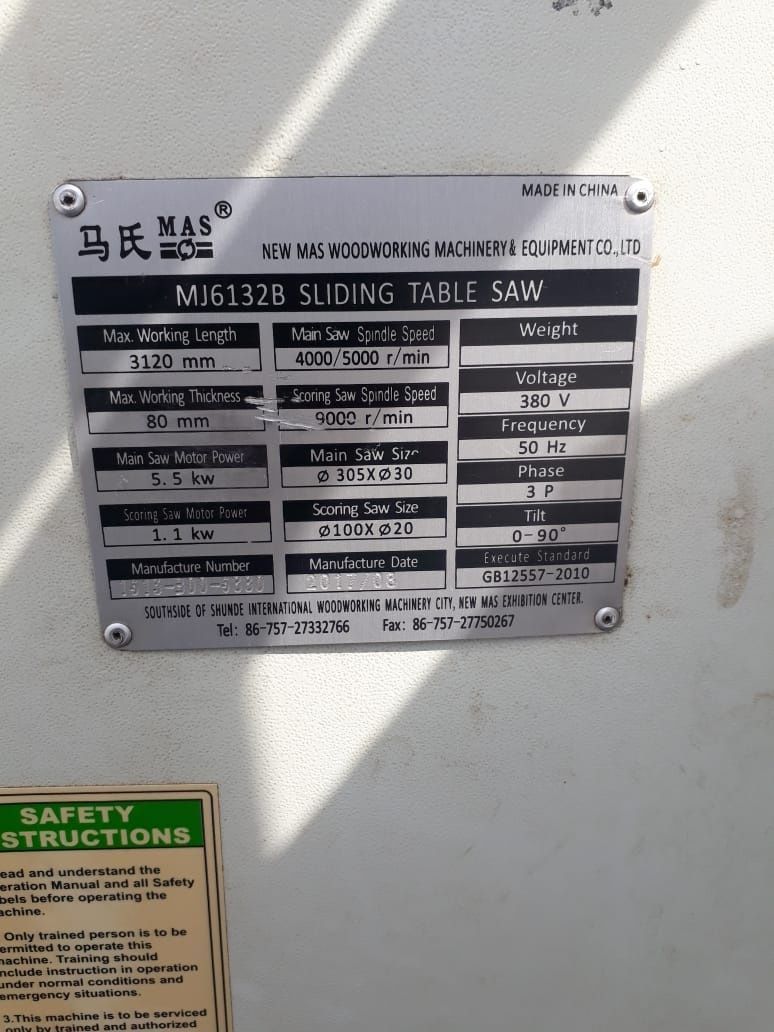 MADE IN CHINA
马氏 MAS®
NEW MAS WOODWORKING MACHINERY & EQUIPMENT CO., LTD
MJ6132B SLIDING TABLE SAW
Max. Working Length
3120 mm
Max. Working Thickness
80 mm
Main Saw Motor Power
5.5 kw
Scoring Saw Motor Power
1.1 kw
Manufacture Number
Main Saw Spindle Speed
4000/5000 r/min
Scoring Saw Spindle Speed
9000 r/min
Main Saw Size
Ø 305XØ30
Scoring Saw Size
Ø100XØ20
Manufacture Date
Weight
Voltage
380 V
Frequency
50 Hz
Phase
3 P
Tilt
0-90°
Execute Standard
GB12557-2010
SOUTHSIDE OF SHUNDE INTERNATIONAL WOODWORKING MACHINERY CITY, NEW MAS EXHIBITION CENTER.
Tel: 86-757-27332766 Fax: 86-757-27750267
SAFETY
STRUCTIONS
ead and understand the
eration Manual and all Safety
bels before operating the
achine.
Only trained person is to be
ermitted to operate this
machine. Training should
nclude instruction in operation
under normal conditions and
emergency situations.
3.This machine is to be serviced
only by trained and authorized